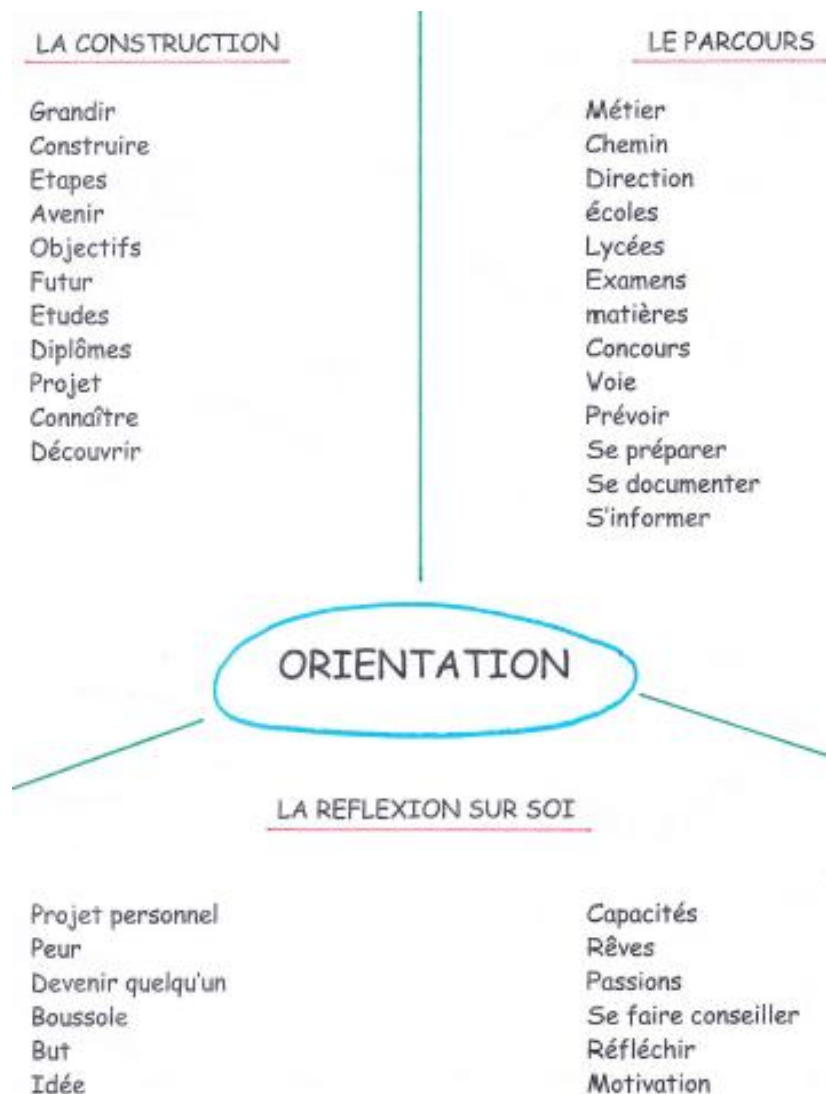 LA CONSTRUCTION
Grandir
Construire
Etapes
Avenir
Objectifs
Futur
Etudes
Diplômes
Projet
Connaître
Découvrir
LE PARCOURS
Métier
Chemin
Direction
écoles
Lycées
Examens
matières
Concours
Voie
Prévoir
Se préparer
Se documenter
S'informer
ORIENTATION
LA REFLEXION SUR SOI
Projet personnel
Peur
Devenir quelqu'un
Boussole
But
Idée
Capacités
Rêves
Passions
Se faire conseiller
Réfléchir
Motivation